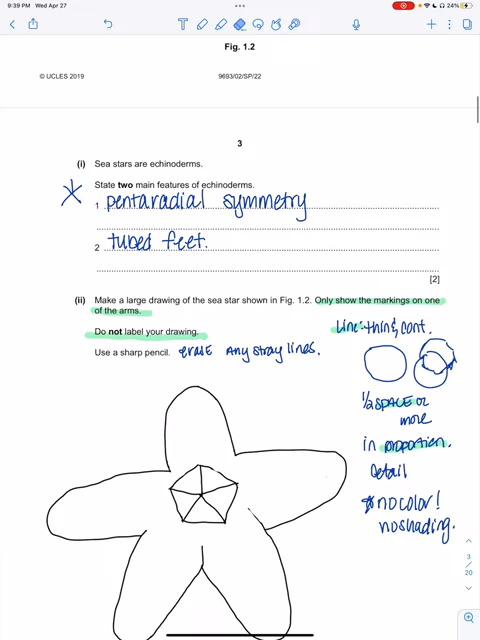 9:39 PM Wed Apr 27
24%
Fig. 1.2
© UCLES 2019
9693/02/SP/22
3
(i) Sea stars are echinoderms.
State two main features of echinoderms.
1 pentaradial symmetry
2 tubed feet.
[2]
(ii) Make a large drawing of the sea star shown in Fig. 1.2. Only show the markings on one
of the arms.
Do not label your drawing.
Use a sharp pencil. erase any stray lines.
Line: thin & cont.
1/2 SPACE or
more
in proportion.
Detail
no color!
no shading.
3
/
20